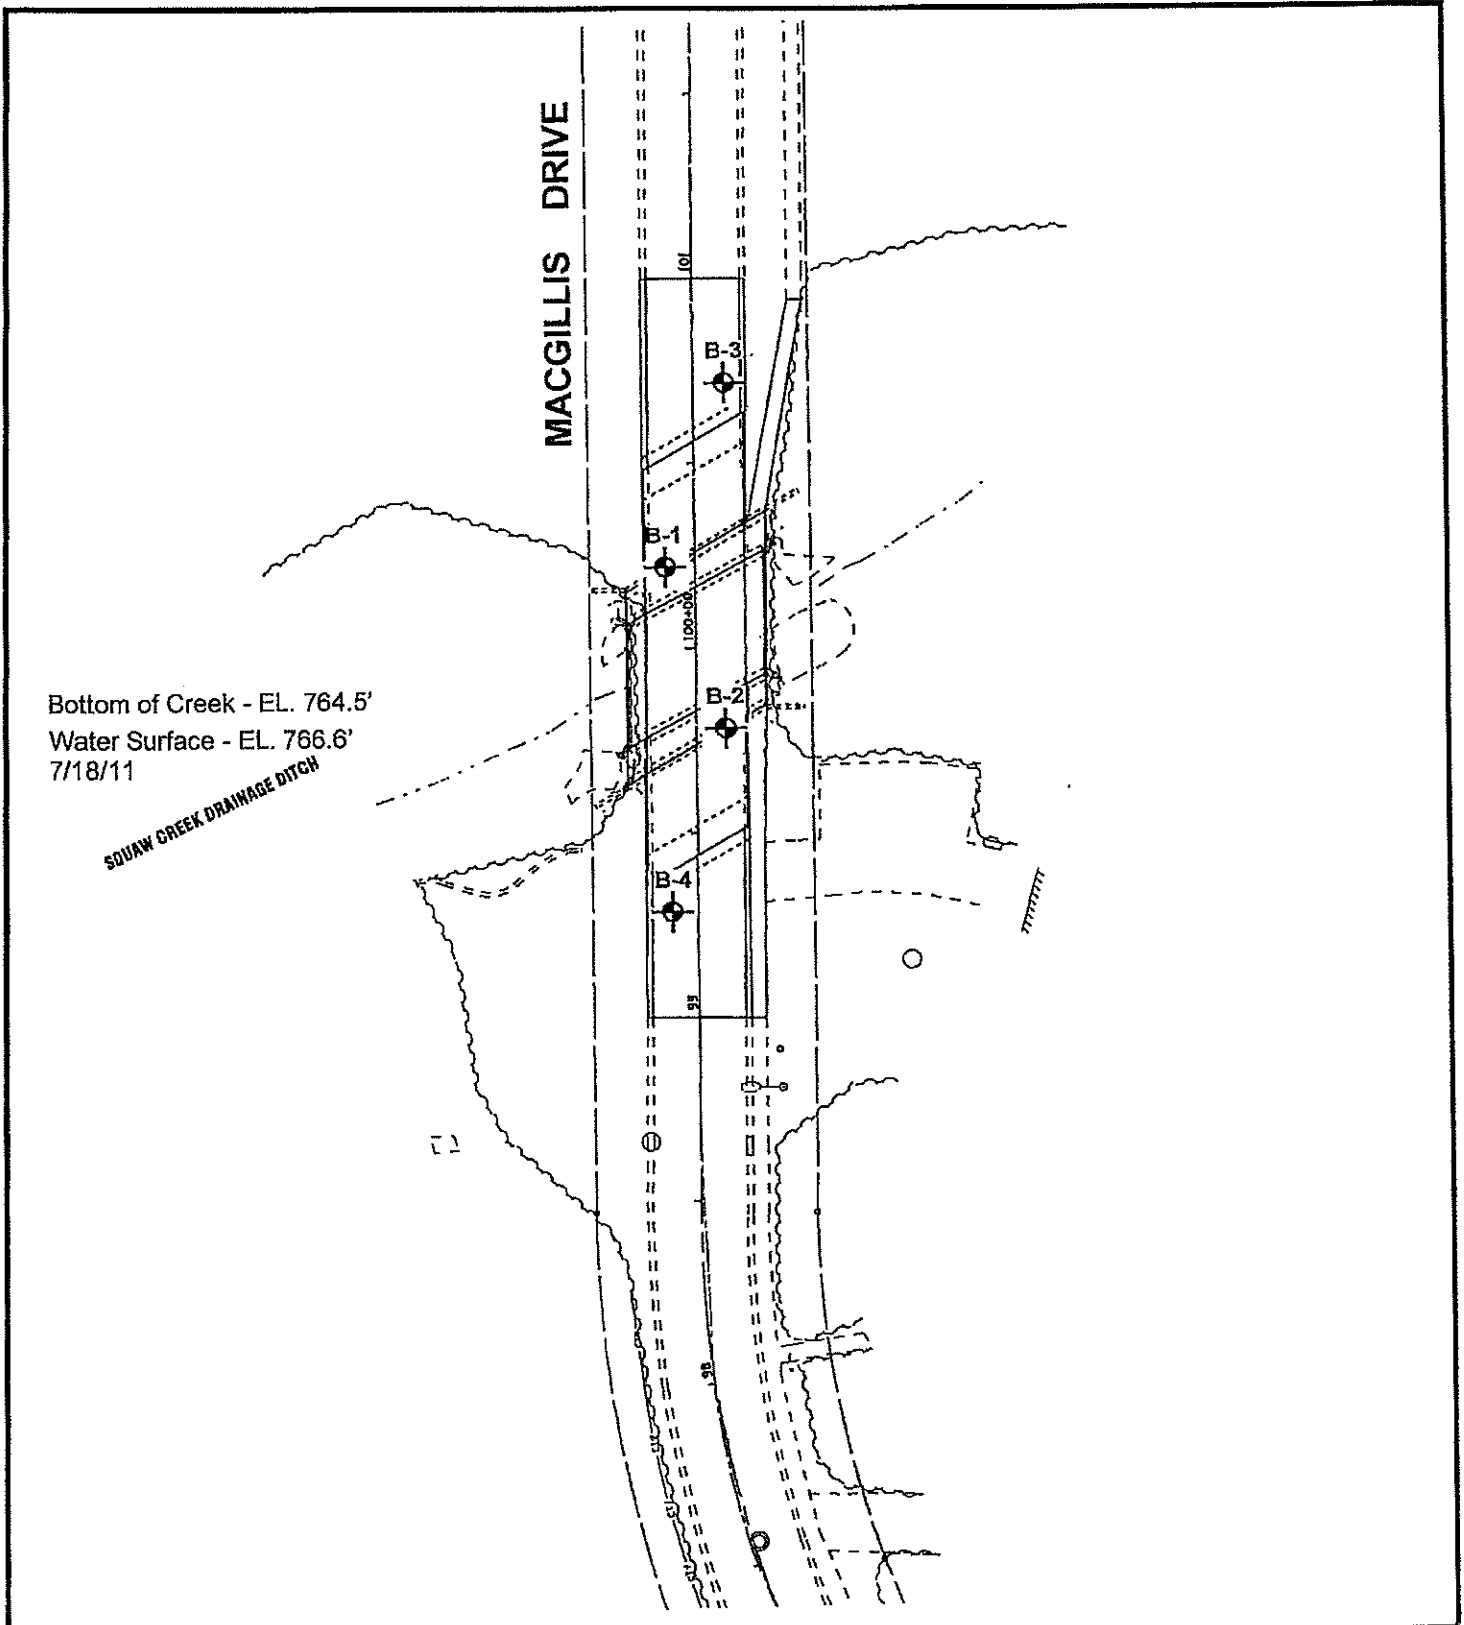 MACGILLIS DRIVE
101
B-3
B-1
100+00
B-2
Bottom of Creek - EL. 764.5'
Water Surface - EL. 766.6'
7/18/11
SQUAW CREEK DRAINAGE DITCH
B-4
99
98